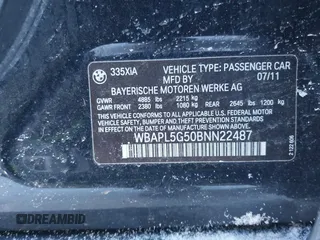 335XiA VEHICLE TYPE: PASSENGER CAR
MFD. BY: 07/11
BAYERISCHE MOTOREN WERKE AG
GVWR 4885 lbs 2215 kg
GAWR FRONT 2380 lbs 1080 kg REAR 2645 lbs 1200 kg
THIS VEHICLE CONFORMS TO ALL APPLICABLE U.S. FEDERAL MOTOR VEHICLE SAFETY, BUMPER, AND THEFT PREVENTION STANDARDS IN EFFECT ON THE DATE OF MANUFACTURE SHOWN ABOVE.
WBAPL5G50BNN22487
DREAMBID